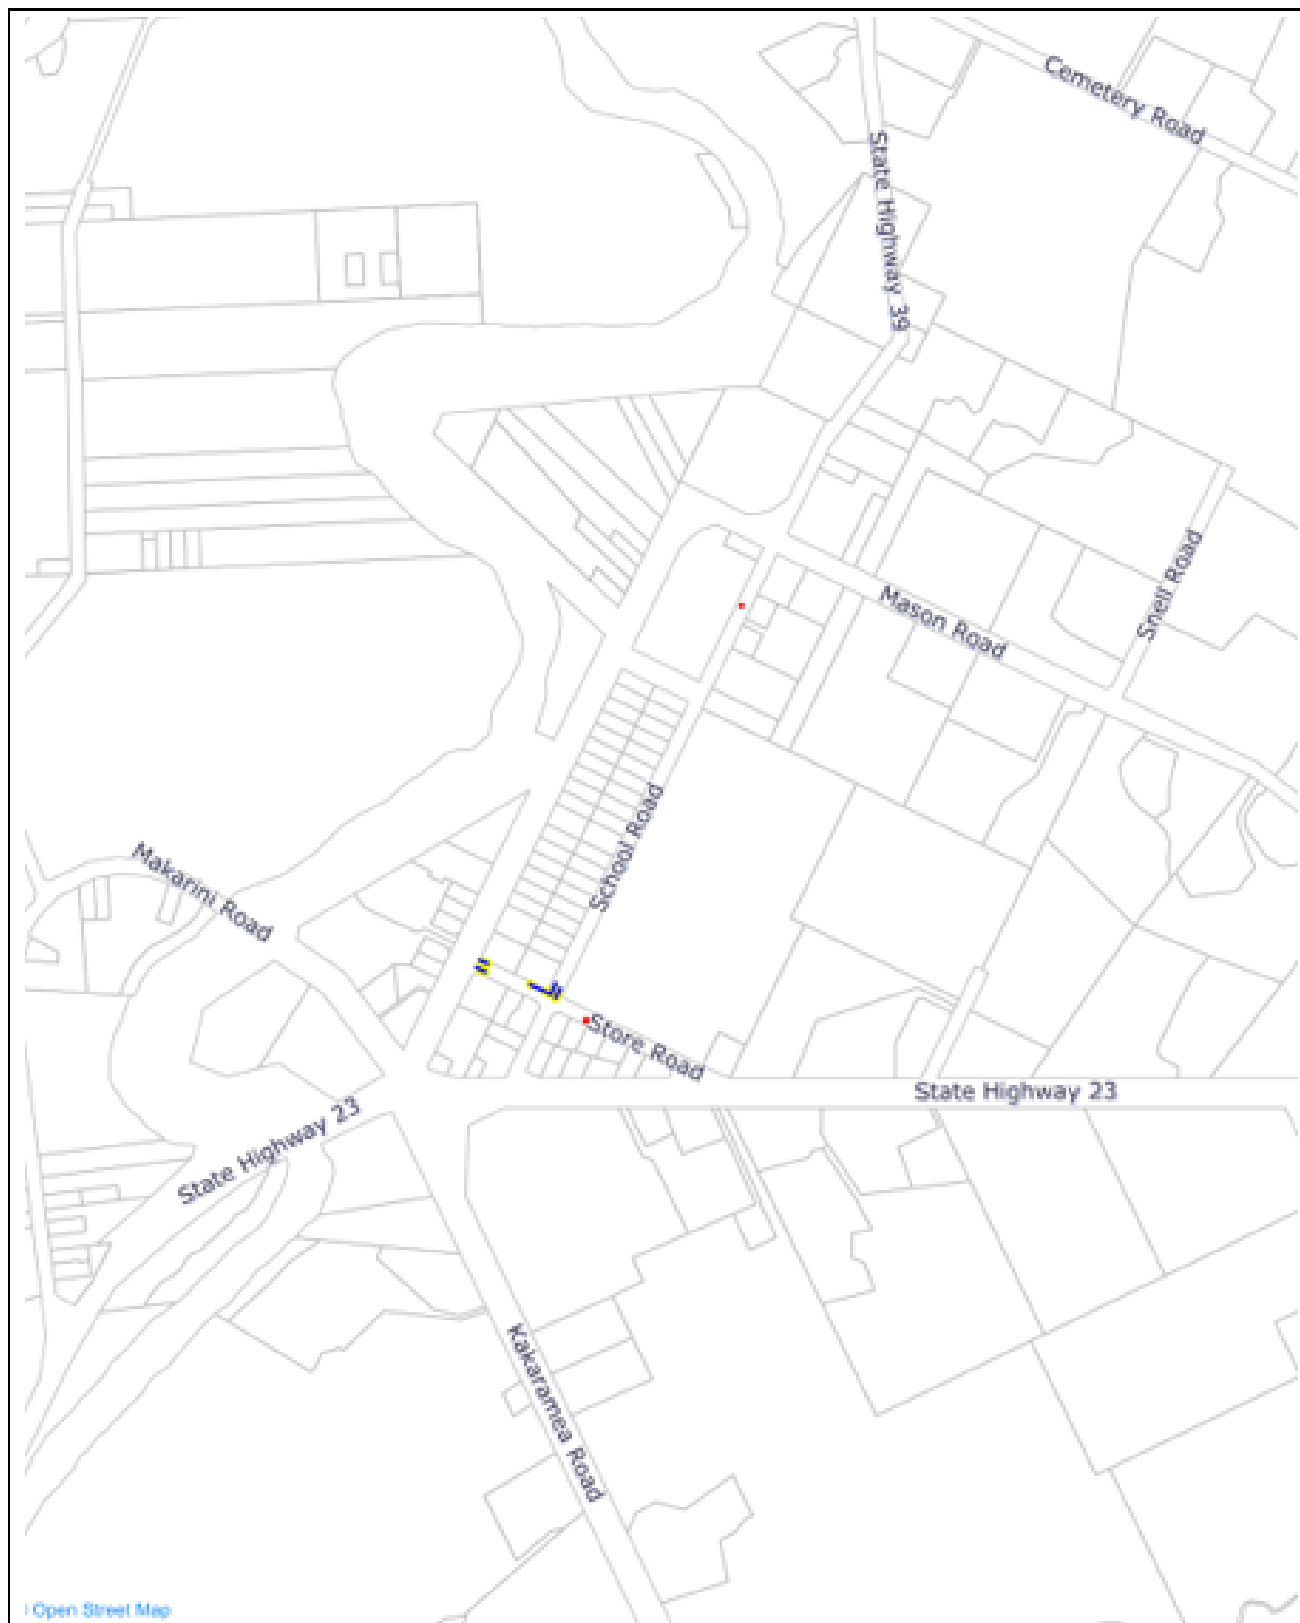 Cemetery Road
State Highway 39
Snell Road
Mason Road
School Road
Makarini Road
Store Road
State Highway 23
State Highway 23
Kakaramea Road
Open Street Map